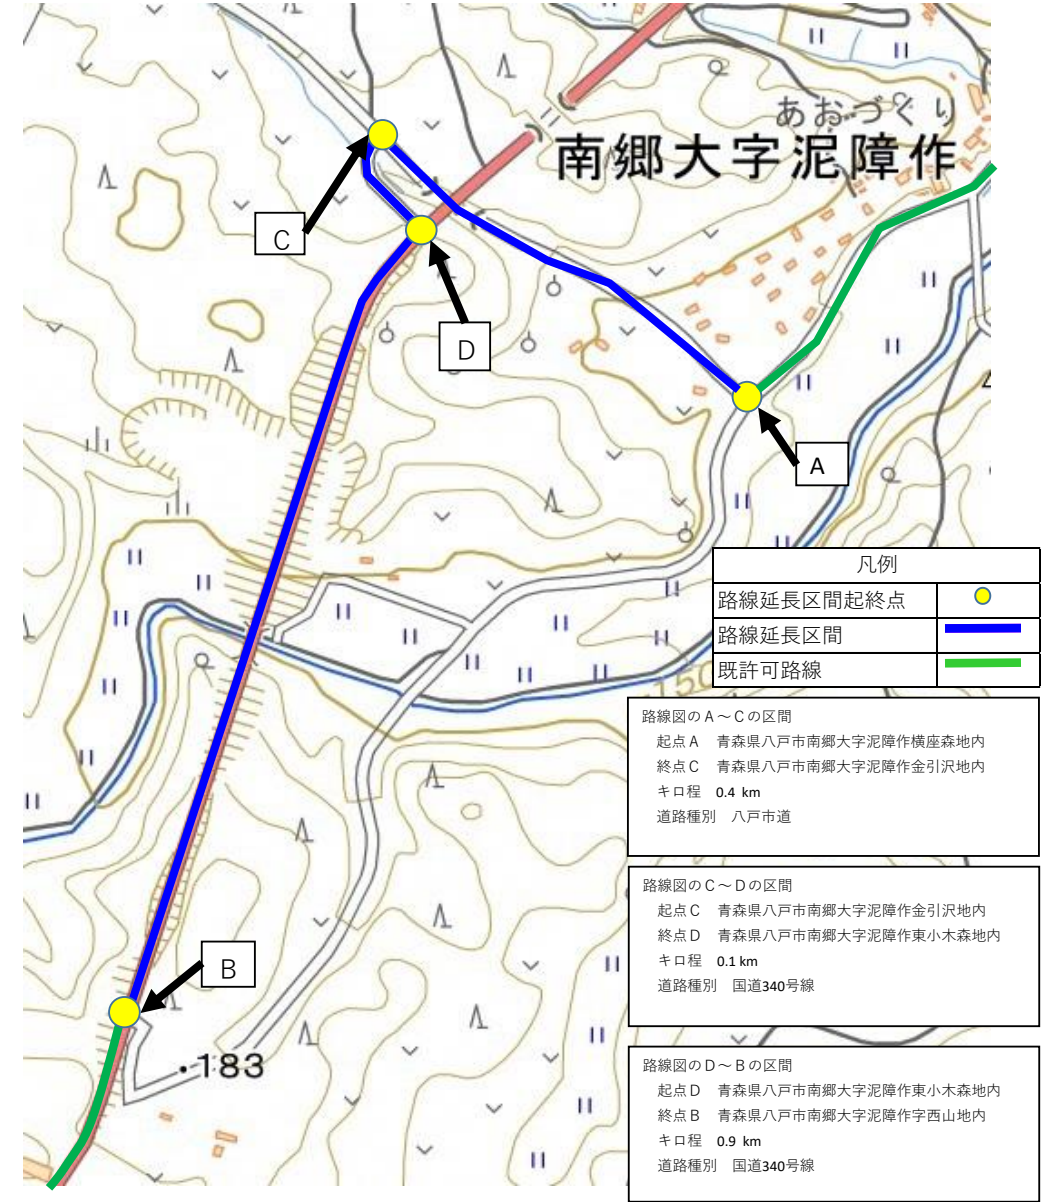 あおづくり
南郷大字泥障作
C
D
A
凡例
路線延長区間起終点
路線延長区間
既許可路線
150
路線図のA~Cの区間
起点A 青森県八戸市南郷大字泥障作横座森地内
終点C 青森県八戸市南郷大字泥障作金引沢地内
キロ程 0.4 km
道路種別 八戸市道
路線図のC~Dの区間
起点C 青森県八戸市南郷大字泥障作金引沢地内
終点D 青森県八戸市南郷大字泥障作東小木森地内
キロ程 0.1 km
道路種別 国道340号線
B
・183
路線図のD~Bの区間
起点D 青森県八戸市南郷大字泥障作東小木森地内
終点B 青森県八戸市南郷大字泥障作字西山地内
キロ程 0.9 km
道路種別 国道340号線